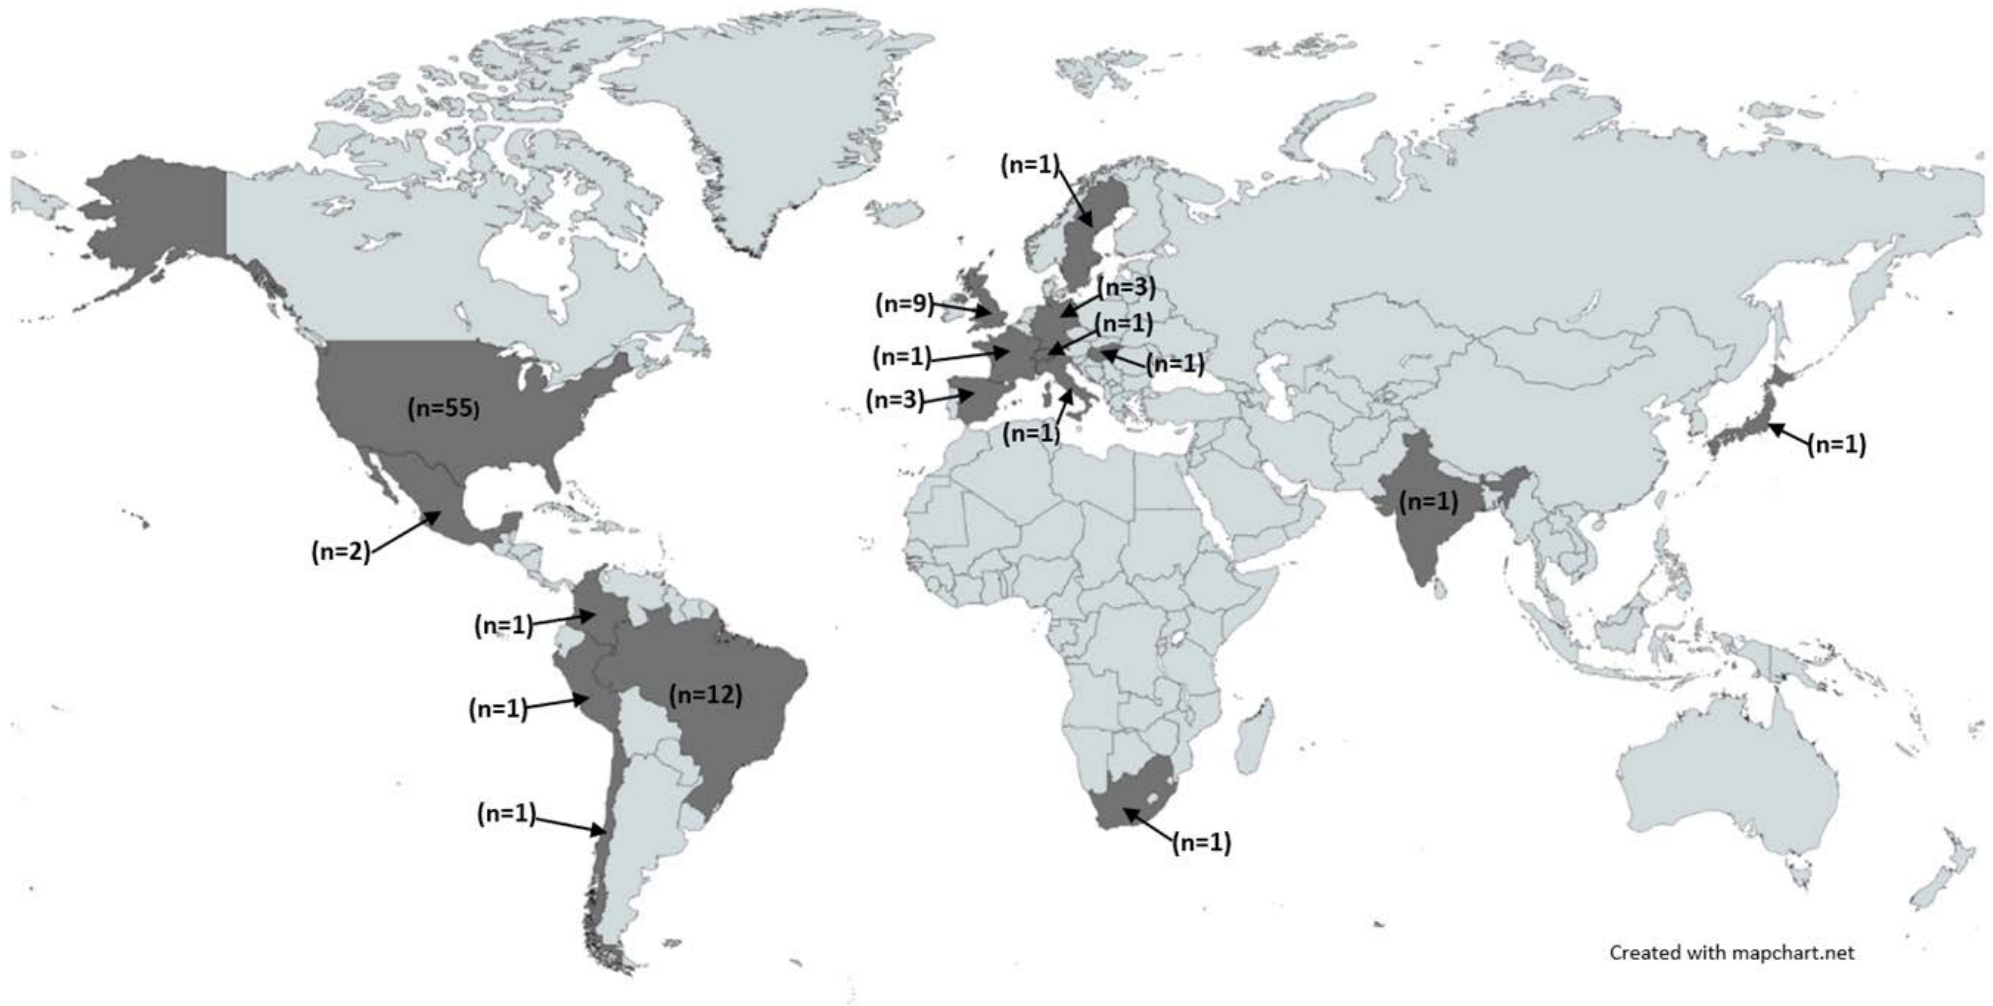 (n=1)
(n=3)
(n=9)
(n=1)
(n=1)
(n=1)
(n=3)
(n=1)
(n=55)
(n=1)
(n=1)
(n=2)
(n=1)
(n=12)
(n=1)
(n=1)
(n=1)
Created with mapchart.net